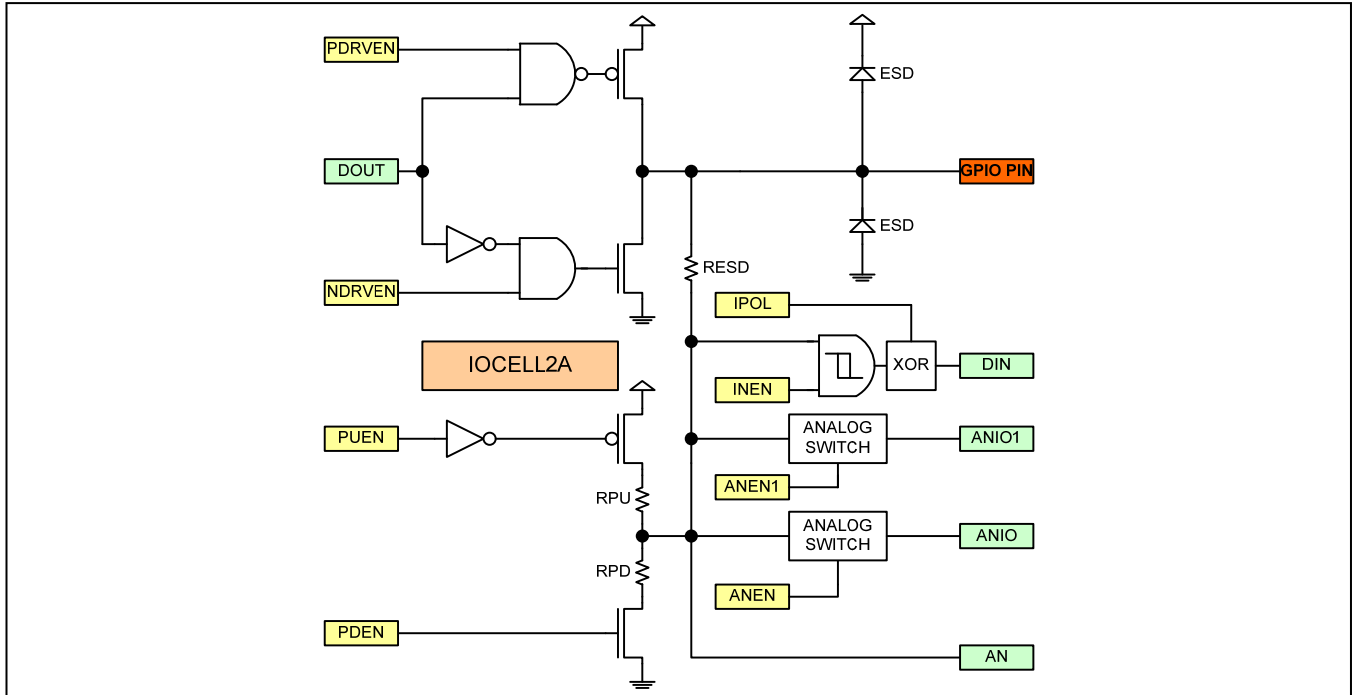 PDRVEN
ESD
DOUT
GPIO PIN
ESD
RESD
NDRVEN
IPOL
IOCELL2A
XOR
DIN
INEN
PUEN
ANALOG
SWITCH
ANIO1
ANEN1
RPU
ANALOG
SWITCH
ANIO
RPD
ANEN
PDEN
AN